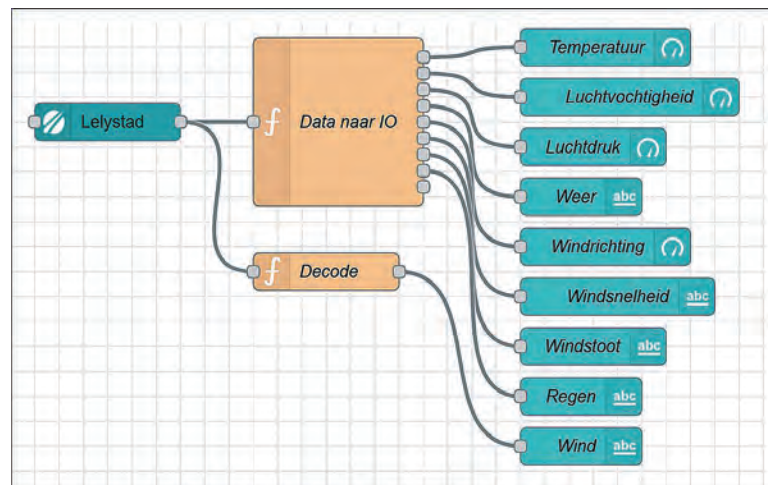 Lelystad
Data naar IO
Decode
Temperatuur
Luchtvochtigheid
Luchtdruk
Weer abc
Windrichting
Windsnelheid abc
Windstoot abc
Regen abc
Wind abc